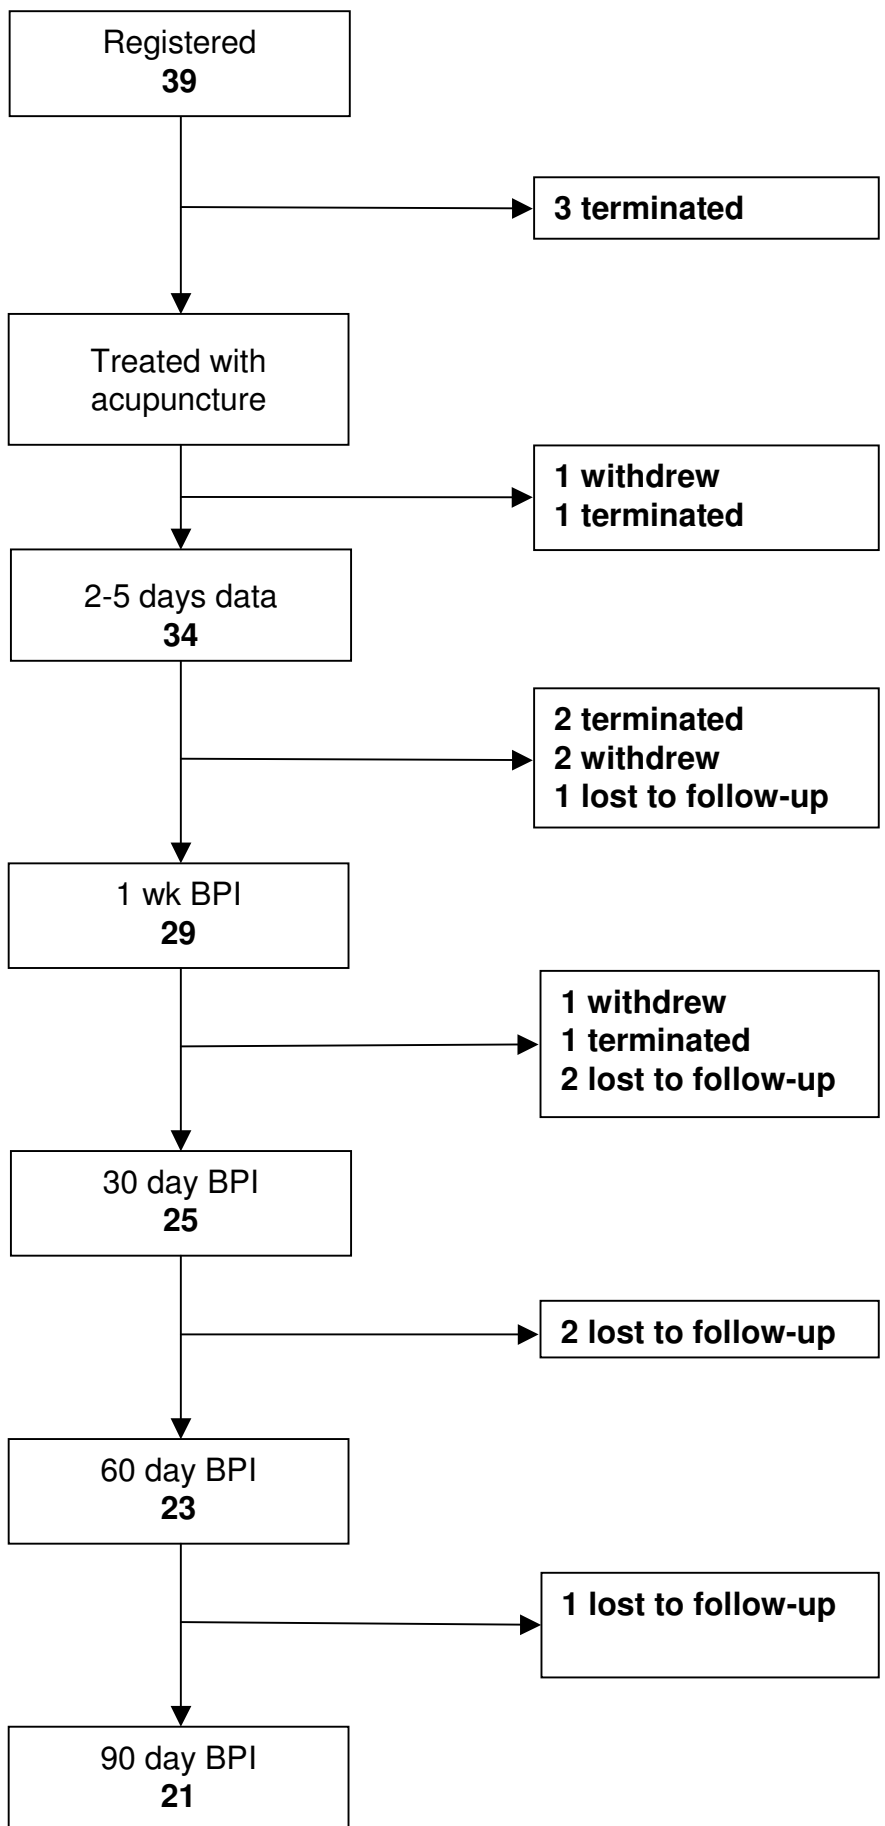 Registered
39
3 terminated
Treated with
acupuncture
1 withdrew
1 terminated
2-5 days data
34
2 terminated
2 withdrew
1 lost to follow-up
1 wk BPI
29
1 withdrew
1 terminated
2 lost to follow-up
30 day BPI
25
2 lost to follow-up
60 day BPI
23
1 lost to follow-up
90 day BPI
21